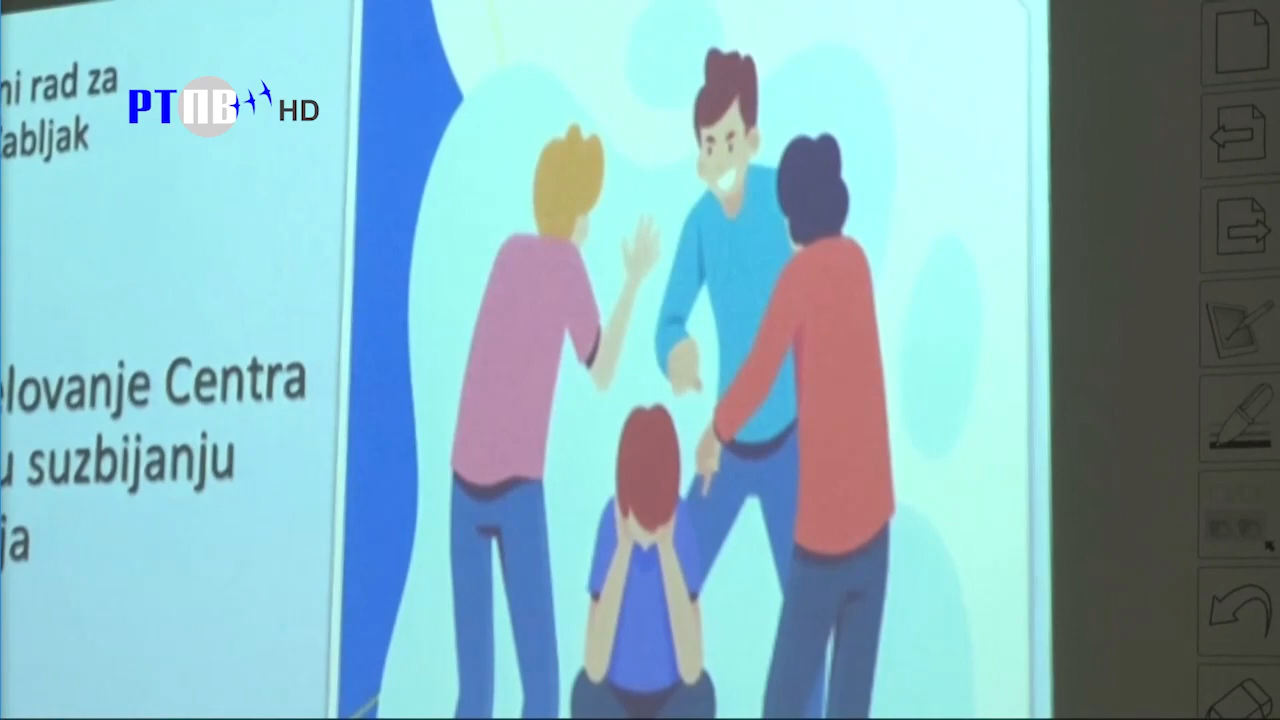 ni rad za
abljak
РТПВ HD
elovanje Centra
u suzbijanju
ja